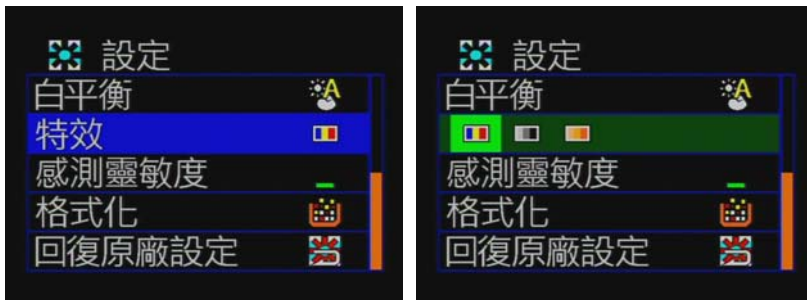 設定
白平衡
特效
感測靈敏度
格式化
回復原廠設定
設定
白平衡
感測靈敏度
格式化
回復原廠設定